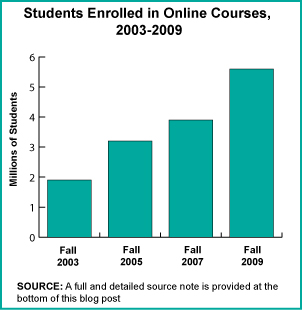 Students Enrolled in Online Courses,
2003-2009
Millions of Students
6
5
4
3
2
1
0
Fall
2003
Fall
2005
Fall
2007
Fall
2009
SOURCE: A full and detailed source note is provided at the
bottom of this blog post